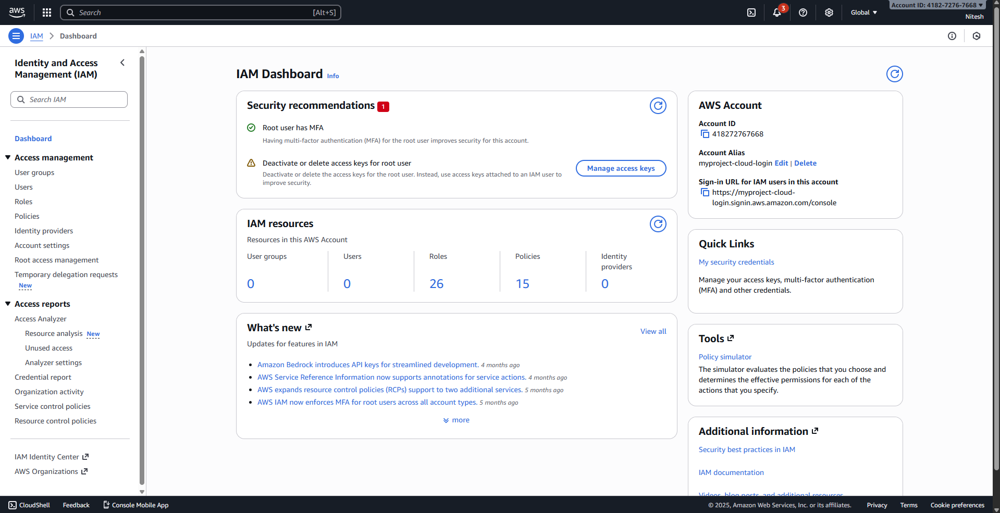 aws
Search
[Alt+S]
3
Global
Account ID: 4182-7276-7668
Nitesh
IAM
Dashboard
Identity and Access
Management (IAM)
Search IAM
Dashboard
Access management
User groups
Users
Roles
Policies
Identity providers
Account settings
Root access management
Temporary delegation requests
New
Access reports
Access Analyzer
Resource analysis New
Unused access
Analyzer settings
Credential report
Organization activity
Service control policies
Resource control policies
IAM Identity Center
AWS Organizations
IAM Dashboard Info
Security recommendations 1
Root user has MFA
Having multi-factor authentication (MFA) for the root user improves security for this account.
Deactivate or delete access keys for root user
Deactivate or delete the access keys for the root user. Instead, use access keys attached to an IAM user to
improve security.
Manage access keys
IAM resources
Resources in this AWS Account
User groups
0
Users
0
Roles
26
Policies
15
Identity
providers
0
What's new
View all
Updates for features in IAM
Amazon Bedrock introduces API keys for streamlined development. 4 months ago
AWS Service Reference Information now supports annotations for service actions. 4 months ago
AWS expands resource control policies (RCPs) support to two additional services. 5 months ago
AWS IAM now enforces MFA for root users across all account types. 5 months ago
more
AWS Account
Account ID
418272767668
Account Alias
myproject-cloud-login Edit | Delete
Sign-in URL for IAM users in this account
https://myproject-cloud-
login.signin.aws.amazon.com/console
Quick Links
My security credentials
Manage your access keys, multi-factor authentication
(MFA) and other credentials.
Tools
Policy simulator
The simulator evaluates the policies that you choose and
determines the effective permissions for each of the
actions that you specify.
Additional information
Security best practices in IAM
IAM documentation
Videos, blog posts, and additional resources
CloudShell
Feedback
Console Mobile App
© 2025, Amazon Web Services, Inc. or its affiliates.
Privacy
Terms
Cookie preferences